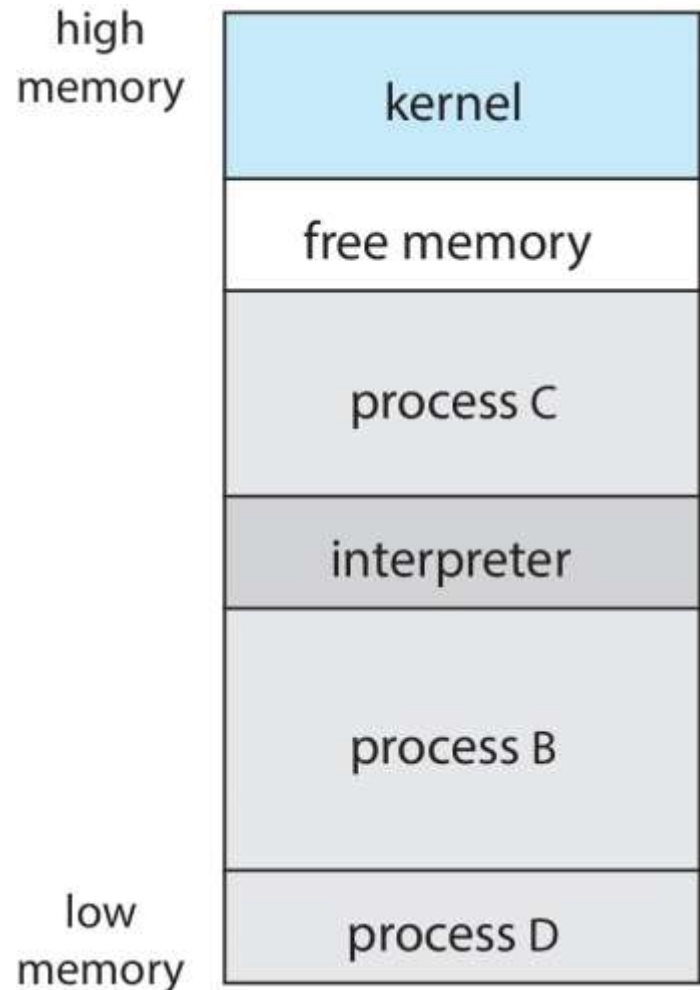 high
memory
kernel
free memory
process C
interpreter
process B
process D
low
memory